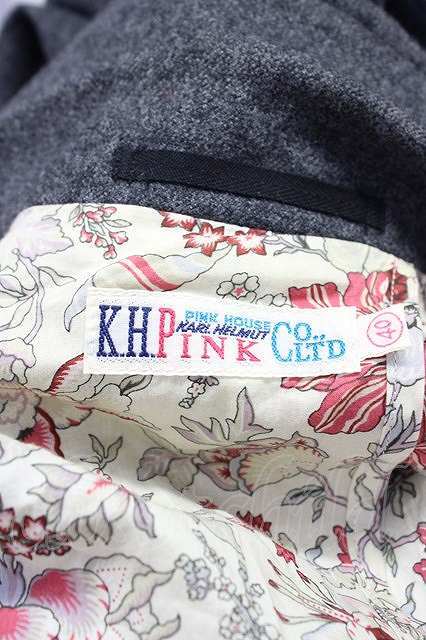 PINK HOUSE
KARL HELMUT
K.H.PINK CO.LTD
40